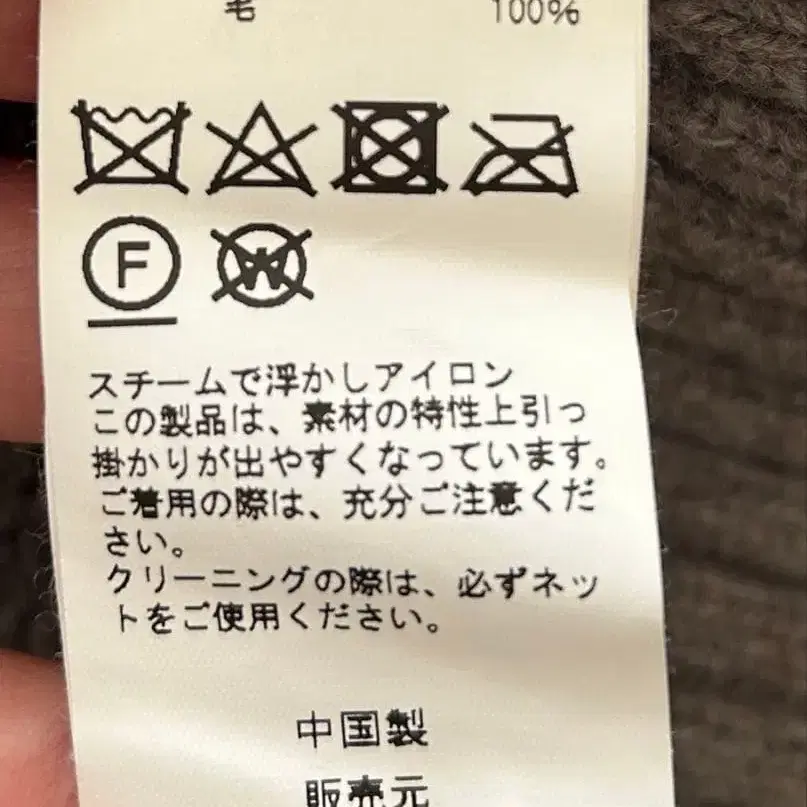 毛 100%
F W
スチームで浮かしアイロン
この製品は、素材の特性上引っ
掛かりが出やすくなっています。
ご着用の際は、充分ご注意くだ
さい。
クリーニングの際は、必ずネッ
トをご使用ください。
中国製
販売元